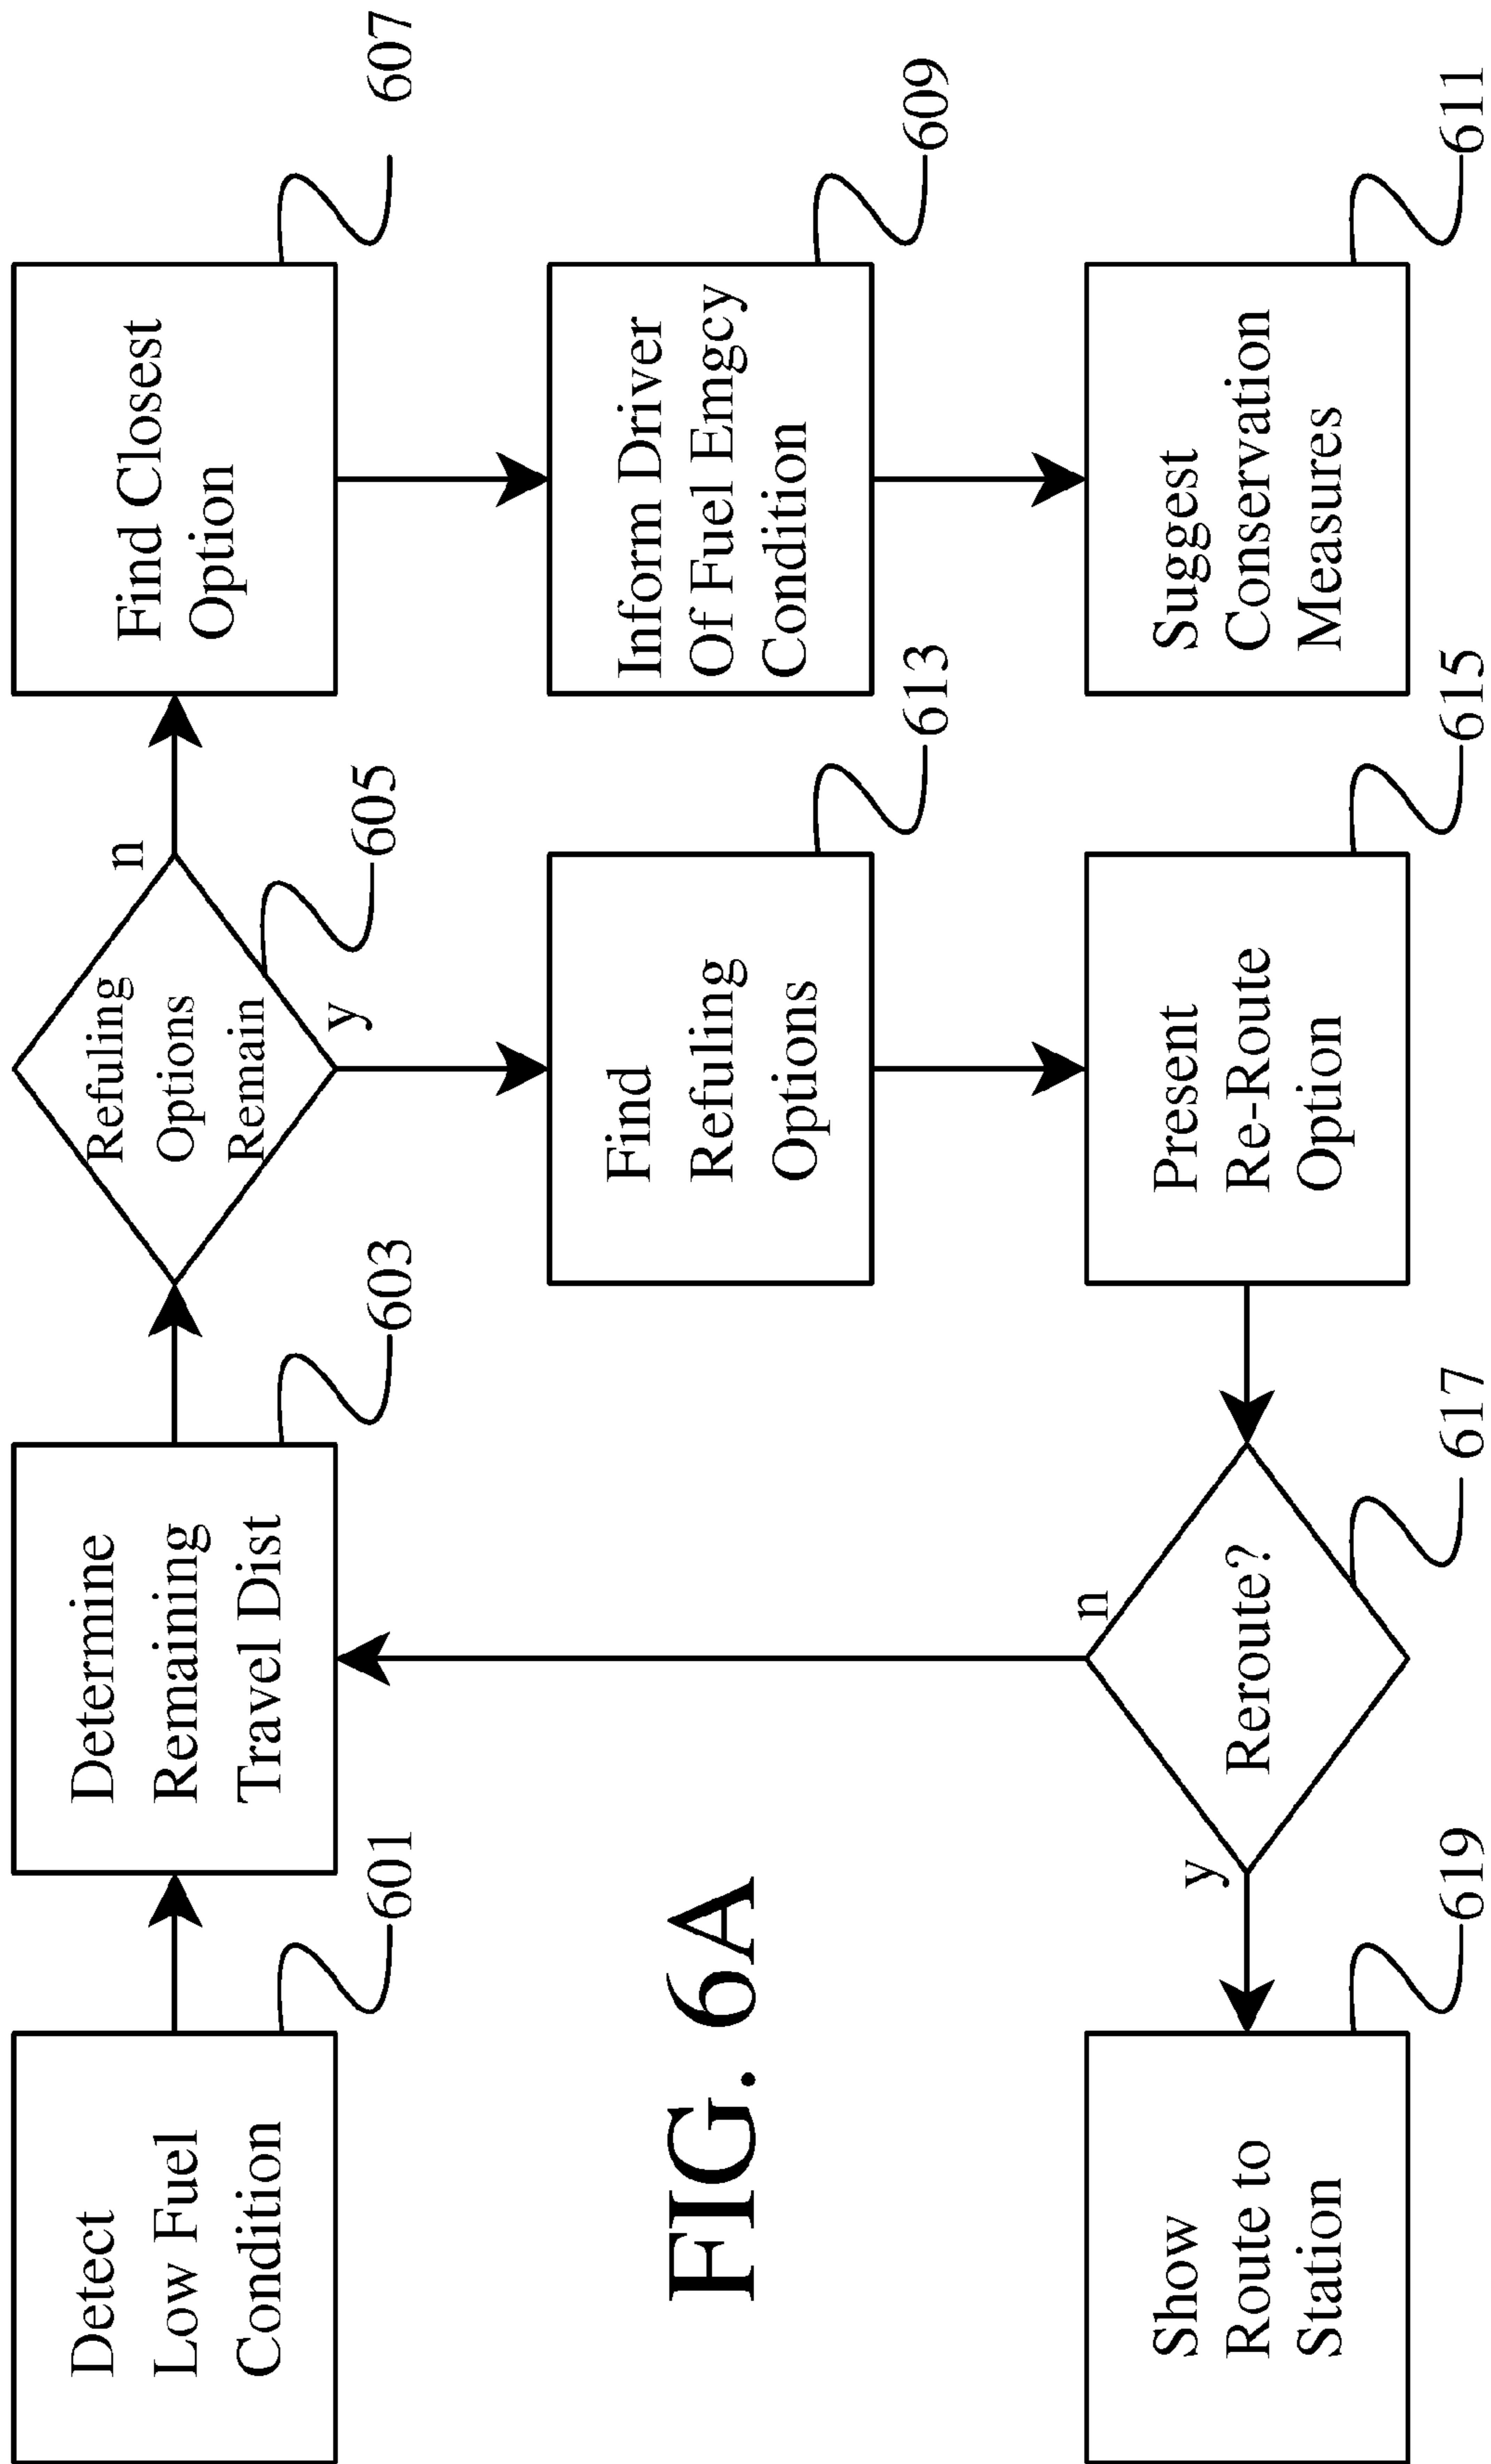 Detect
Low Fuel
Condition
601
Determine
Remaining
Travel Dist
603
Refuling
Options
Remain
605
n
y
Find Closest
Option
607
Inform Driver
Of Fuel Emgcy
Condition
609
Suggest
Conservation
Measures
611
Find
Refuling
Options
613
Present
Re-Route
Option
615
Reroute?
617
n
y
Show
Route to
Station
619
FIG. 6A